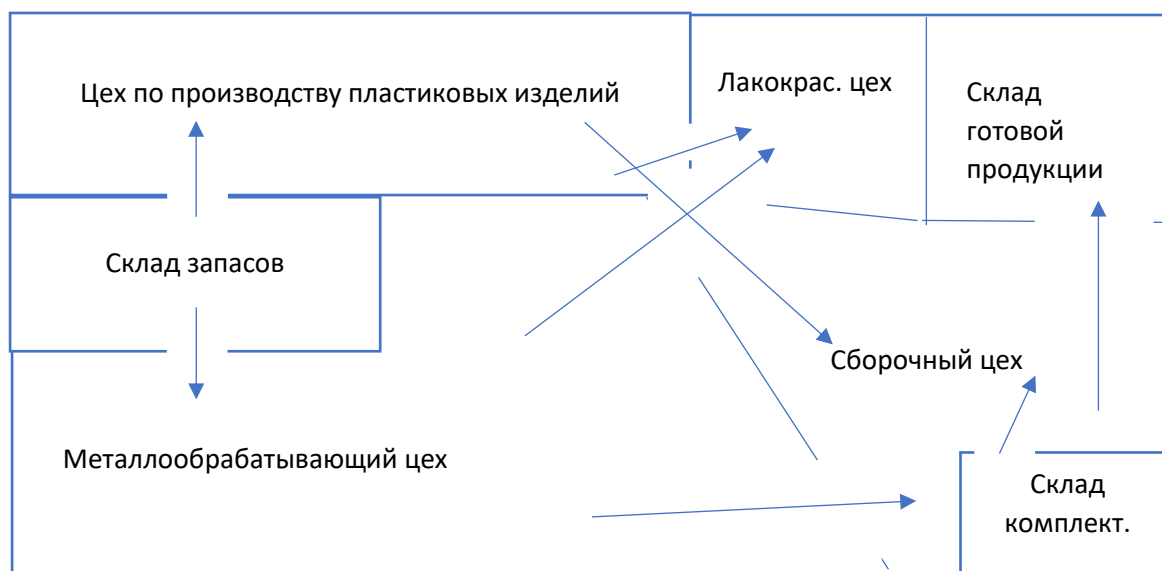 Цех по производству пластиковых изделий
Лакокрас. цех
Склад
готовой
продукции
Склад запасов
Сборочный цех
Металлообрабатывающий цех
Склад
комплект.